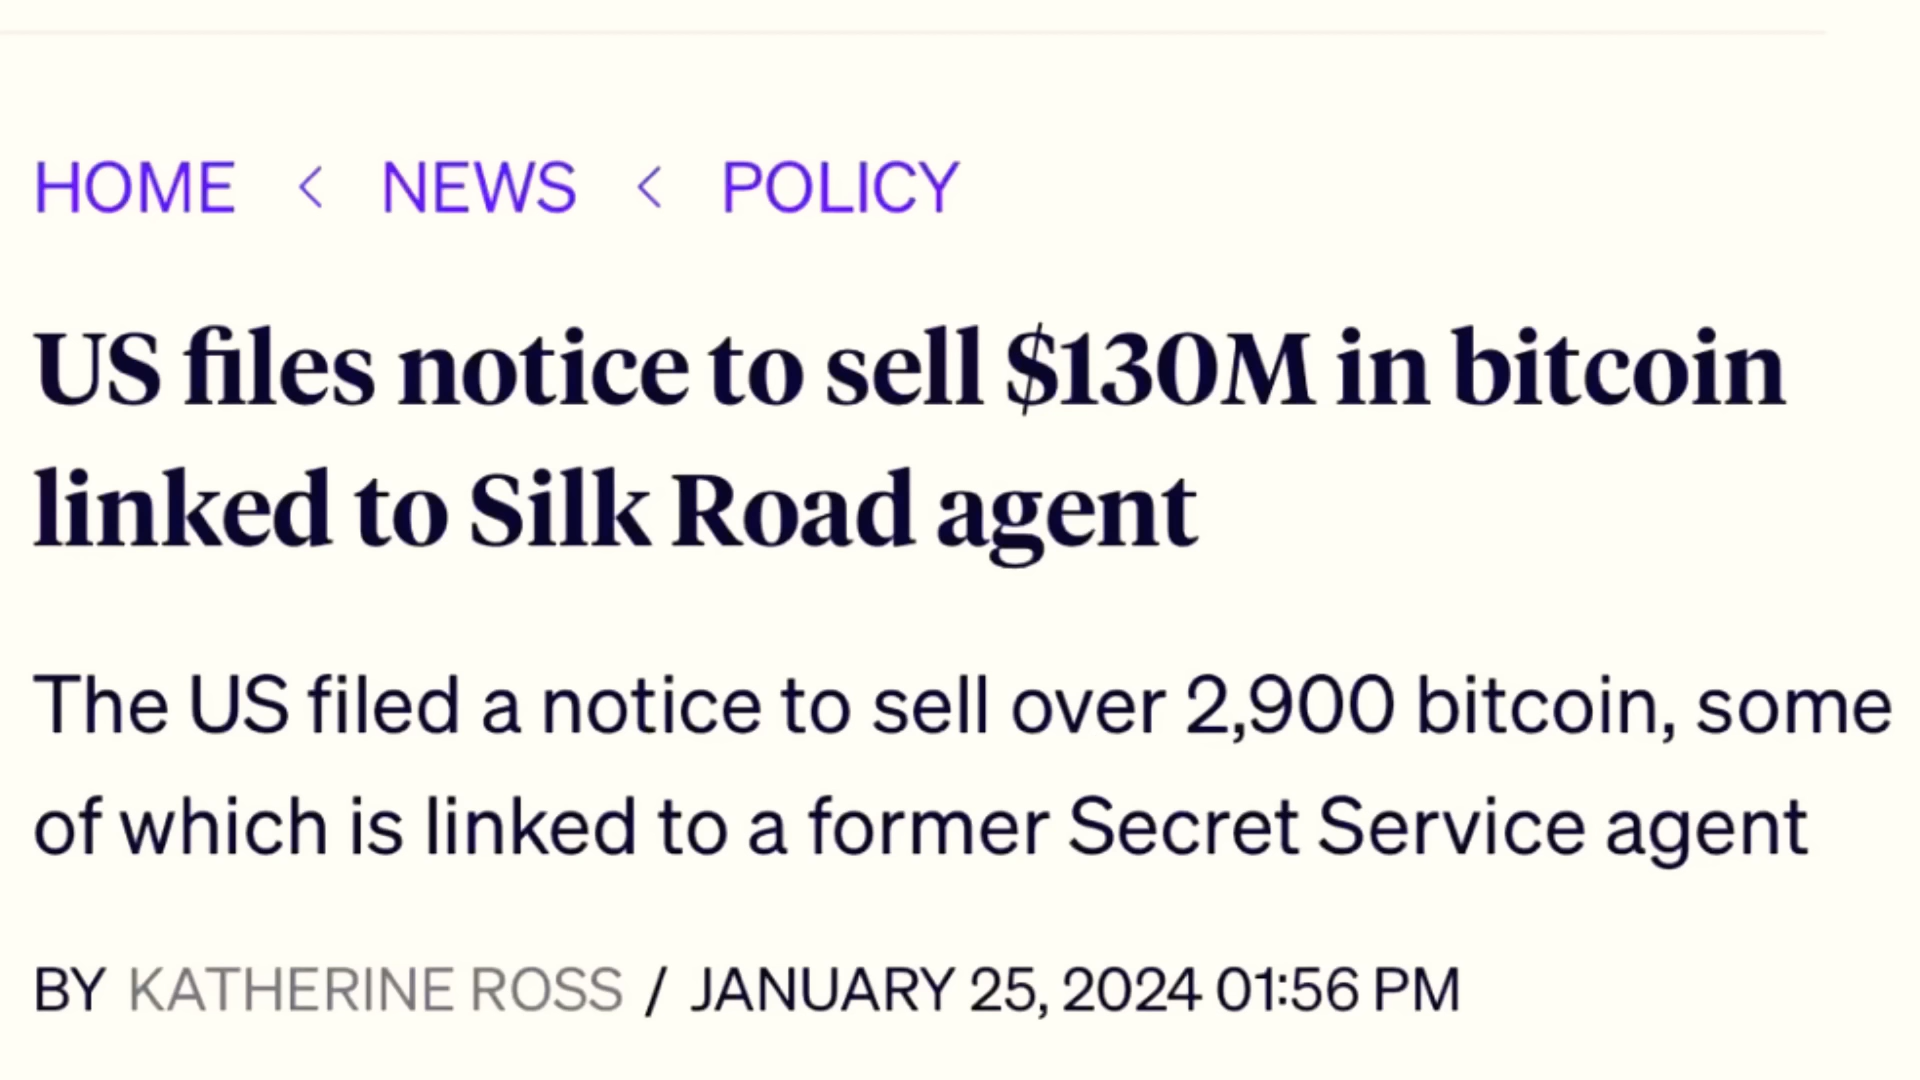 HOME < NEWS < POLICY
US files notice to sell $130M in bitcoin
linked to Silk Road agent
The US filed a notice to sell over 2,900 bitcoin, some
of which is linked to a former Secret Service agent
BY KATHERINE ROSS / JANUARY 25, 2024 01:56 PM